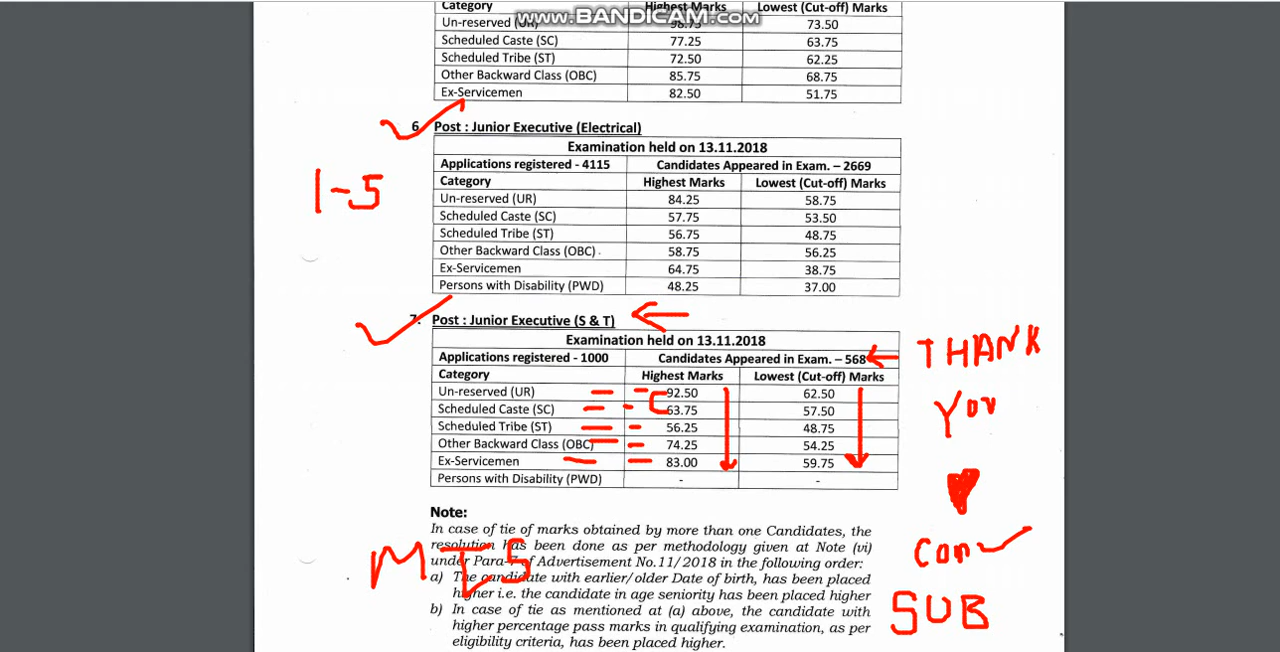 www.BANDICAM.com
Category Highest Marks Lowest (Cut-off) Marks
Un-reserved (UR) 98.75 73.50
Scheduled Caste (SC) 77.25 63.75
Scheduled Tribe (ST) 72.50 62.25
Other Backward Class (OBC) 85.75 68.75
Ex-Servicemen 82.50 51.75
6. Post : Junior Executive (Electrical)
Examination held on 13.11.2018
Applications registered - 4115 Candidates Appeared in Exam. – 2669
Category Highest Marks Lowest (Cut-off) Marks
Un-reserved (UR) 84.25 58.75
Scheduled Caste (SC) 57.75 53.50
Scheduled Tribe (ST) 56.75 48.75
Other Backward Class (OBC) 58.75 56.25
Ex-Servicemen 64.75 38.75
Persons with Disability (PWD) 48.25 37.00
1-5
7. Post : Junior Executive (S & T)
Examination held on 13.11.2018
Applications registered - 1000 Candidates Appeared in Exam. – 568
Category Highest Marks Lowest (Cut-off) Marks
Un-reserved (UR) 92.50 62.50
Scheduled Caste (SC) 63.75 57.50
Scheduled Tribe (ST) 56.25 48.75
Other Backward Class (OBC) 74.25 54.25
Ex-Servicemen 83.00 59.75
Persons with Disability (PWD) - -
THANK
YOU
Note:
In case of tie of marks obtained by more than one Candidates, the
resolution has been done as per methodology given at Note (vi)
under Para-7 of Advertisement No.11/2018 in the following order:
a) The candidate with earlier/older Date of birth, has been placed
higher i.e. the candidate in age seniority has been placed higher
b) In case of tie as mentioned at (a) above, the candidate with
higher percentage pass marks in qualifying examination, as per
eligibility criteria, has been placed higher.
MTS
com
SUB